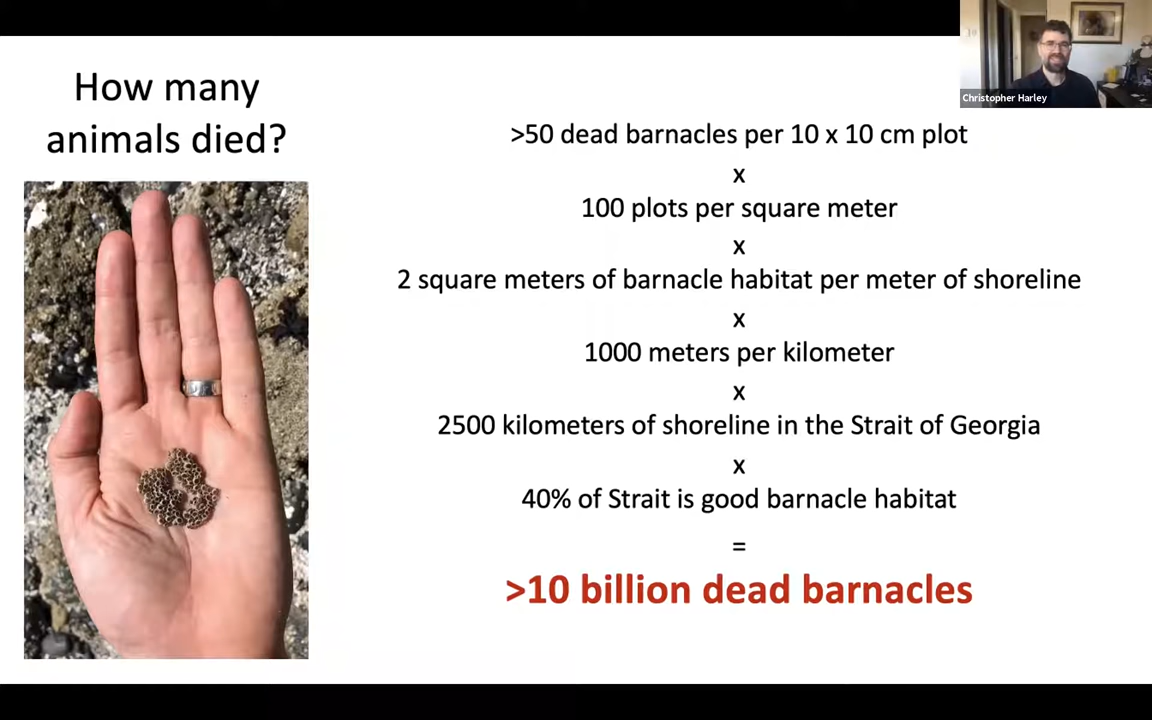 How many
animals died?
Christopher Harley
>50 dead barnacles per 10 x 10 cm plot
x
100 plots per square meter
x
2 square meters of barnacle habitat per meter of shoreline
x
1000 meters per kilometer
x
2500 kilometers of shoreline in the Strait of Georgia
x
40% of Strait is good barnacle habitat
=
>10 billion dead barnacles